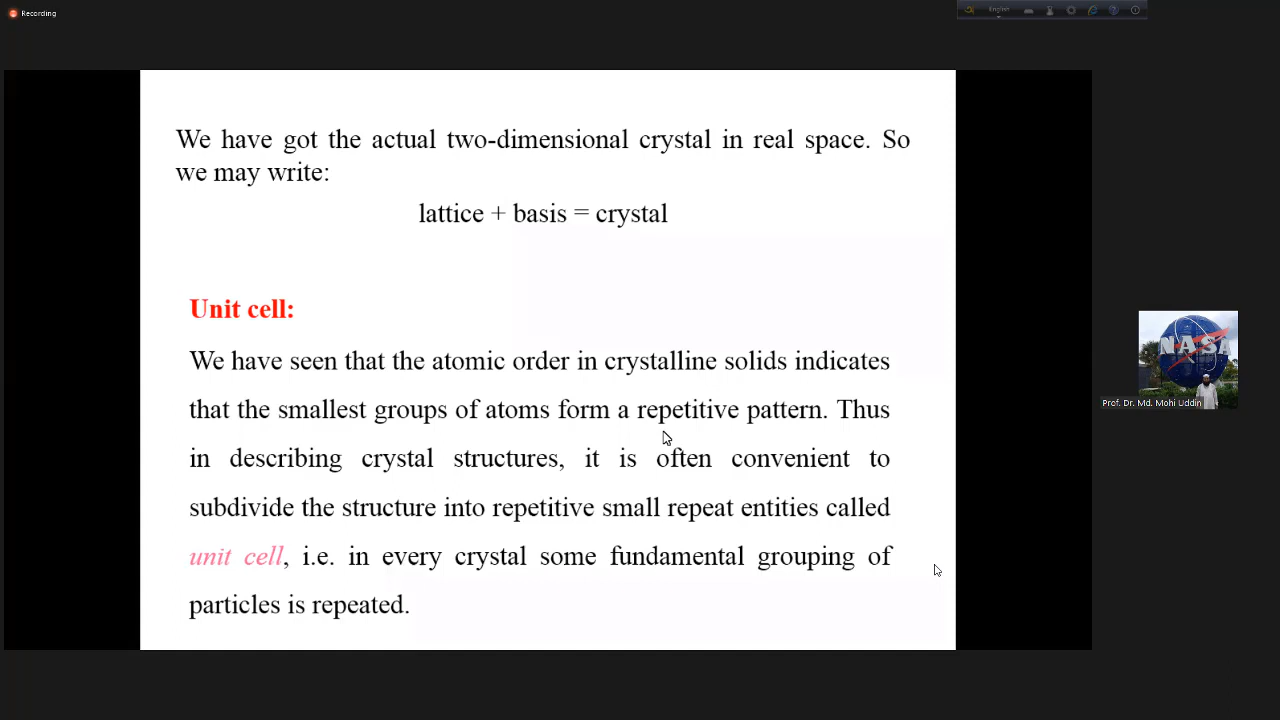 Recording
English
We have got the actual two-dimensional crystal in real space. So
we may write:
lattice + basis = crystal
Unit cell:
We have seen that the atomic order in crystalline solids indicates
that the smallest groups of atoms form a repetitive pattern. Thus
in describing crystal structures, it is often convenient to
subdivide the structure into repetitive small repeat entities called
unit cell, i.e. in every crystal some fundamental grouping of
particles is repeated.
NASA
Prof. Dr. Md. Mohi Uddin